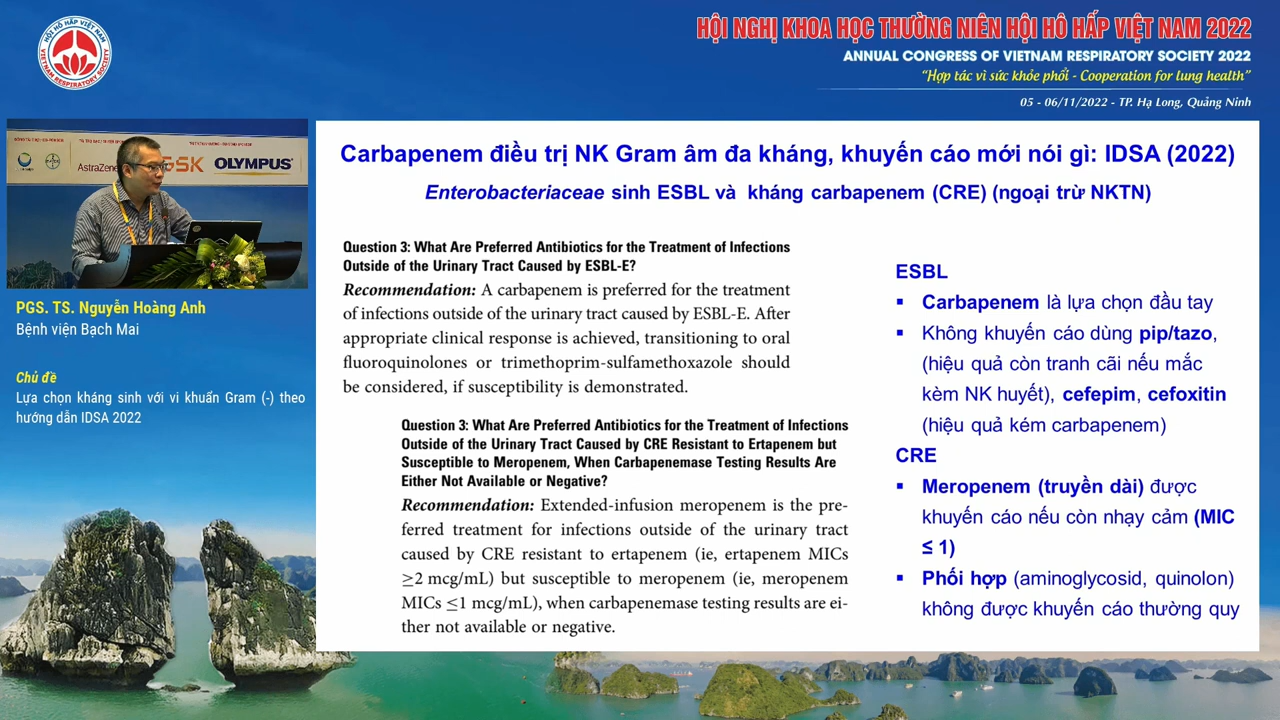 HỘI HÔ HẤP VIỆT NAM
VIETNAM RESPIRATORY SOCIETY
HỘI NGHỊ KHOA HỌC THƯỜNG NIÊN HỘI HÔ HẤP VIỆT NAM 2022
ANNUAL CONGRESS OF VIETNAM RESPIRATORY SOCIETY 2022
“Hợp tác vì sức khỏe phổi - Cooperation for lung health”
05 - 06/11/2022 - TP. Hạ Long, Quảng Ninh
AstraZene
GSK
OLYMPUS
PGS. TS. Nguyễn Hoàng Anh
Bệnh viện Bạch Mai
Chủ đề
Lựa chọn kháng sinh với vi khuẩn Gram (-) theo
hướng dẫn IDSA 2022
Carbapenem điều trị NK Gram âm đa kháng, khuyến cáo mới nói gì: IDSA (2022)
Enterobacteriaceae sinh ESBL và kháng carbapenem (CRE) (ngoại trừ NKTN)
Question 3: What Are Preferred Antibiotics for the Treatment of Infections
Outside of the Urinary Tract Caused by ESBL-E?
Recommendation: A carbapenem is preferred for the treatment
of infections outside of the urinary tract caused by ESBL-E. After
appropriate clinical response is achieved, transitioning to oral
fluoroquinolones or trimethoprim-sulfamethoxazole should
be considered, if susceptibility is demonstrated.
Question 3: What Are Preferred Antibiotics for the Treatment of Infections
Outside of the Urinary Tract Caused by CRE Resistant to Ertapenem but
Susceptible to Meropenem, When Carbapenemase Testing Results Are
Either Not Available or Negative?
Recommendation: Extended-infusion meropenem is the pre-
ferred treatment for infections outside of the urinary tract
caused by CRE resistant to ertapenem (ie, ertapenem MICs
≥2 mcg/mL) but susceptible to meropenem (ie, meropenem
MICs ≤1 mcg/mL), when carbapenemase testing results are ei-
ther not available or negative.
ESBL
▪ Carbapenem là lựa chọn đầu tay
▪ Không khuyến cáo dùng pip/tazo,
(hiệu quả còn tranh cãi nếu mắc
kèm NK huyết), cefepim, cefoxitin
(hiệu quả kém carbapenem)
CRE
▪ Meropenem (truyền dài) được
khuyến cáo nếu còn nhạy cảm (MIC
≤ 1)
▪ Phối hợp (aminoglycosid, quinolon)
không được khuyến cáo thường quy